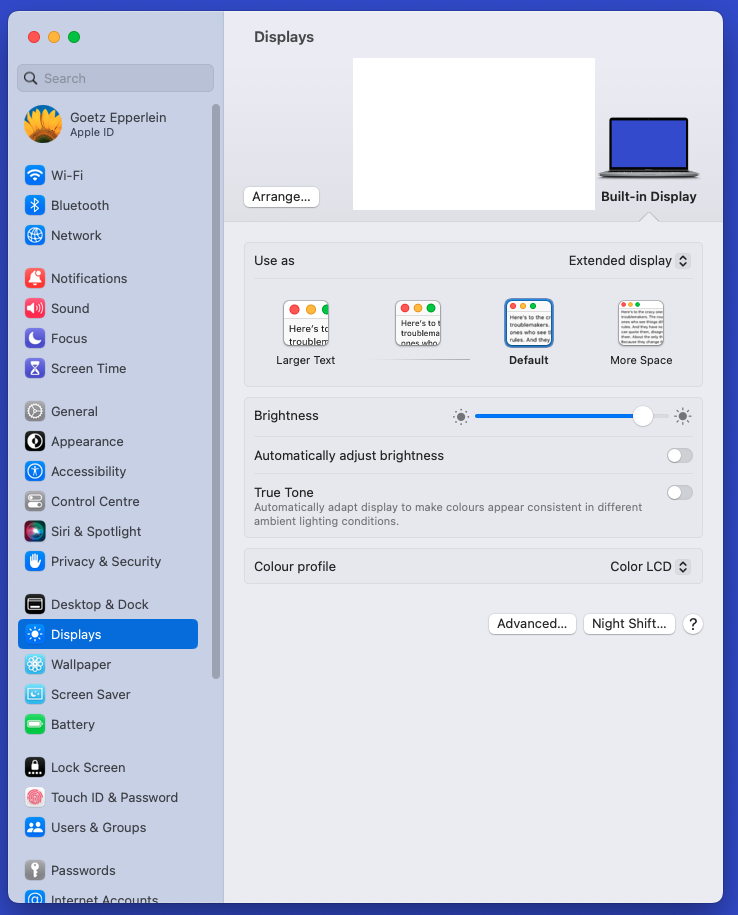 Displays
Search
Goetz Epperlein
Apple ID
Wi-Fi
Bluetooth
Network
Notifications
Sound
Focus
Screen Time
General
Appearance
Accessibility
Control Centre
Siri & Spotlight
Privacy & Security
Desktop & Dock
Displays
Wallpaper
Screen Saver
Battery
Lock Screen
Touch ID & Password
Users & Groups
Passwords
Internet Accounts
Arrange...
Built-in Display
Use as
Extended display
Here's to
troublem
Here's to t
troublema
ones who
Here's to the cr
troublemakers.
ones who see th
rules. And they
Larger Text
Default
More Space
Brightness
Automatically adjust brightness
True Tone
Automatically adapt display to make colours appear consistent in different
ambient lighting conditions.
Colour profile
Color LCD
Advanced...
Night Shift...
?